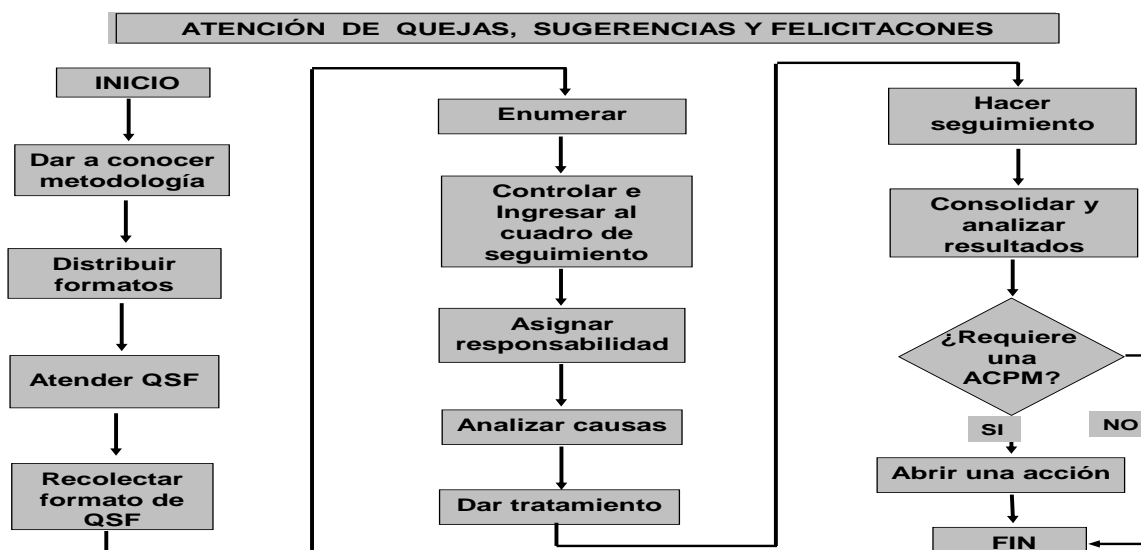 ATENCIÓN DE QUEJAS, SUGERENCIAS Y FELICITACONES
INICIO
Dar a conocer
metodología
Distribuir
formatos
Atender QSF
Recolectar
formato de
QSF
Enumerar
Controlar e
Ingresar al
cuadro de
seguimiento
Asignar
responsabilidad
Analizar causas
Dar tratamiento
Hacer
seguimiento
Consolidar y
analizar
resultados
¿Requiere
una
ACPM?
SI
NO
Abrir una acción
FIN